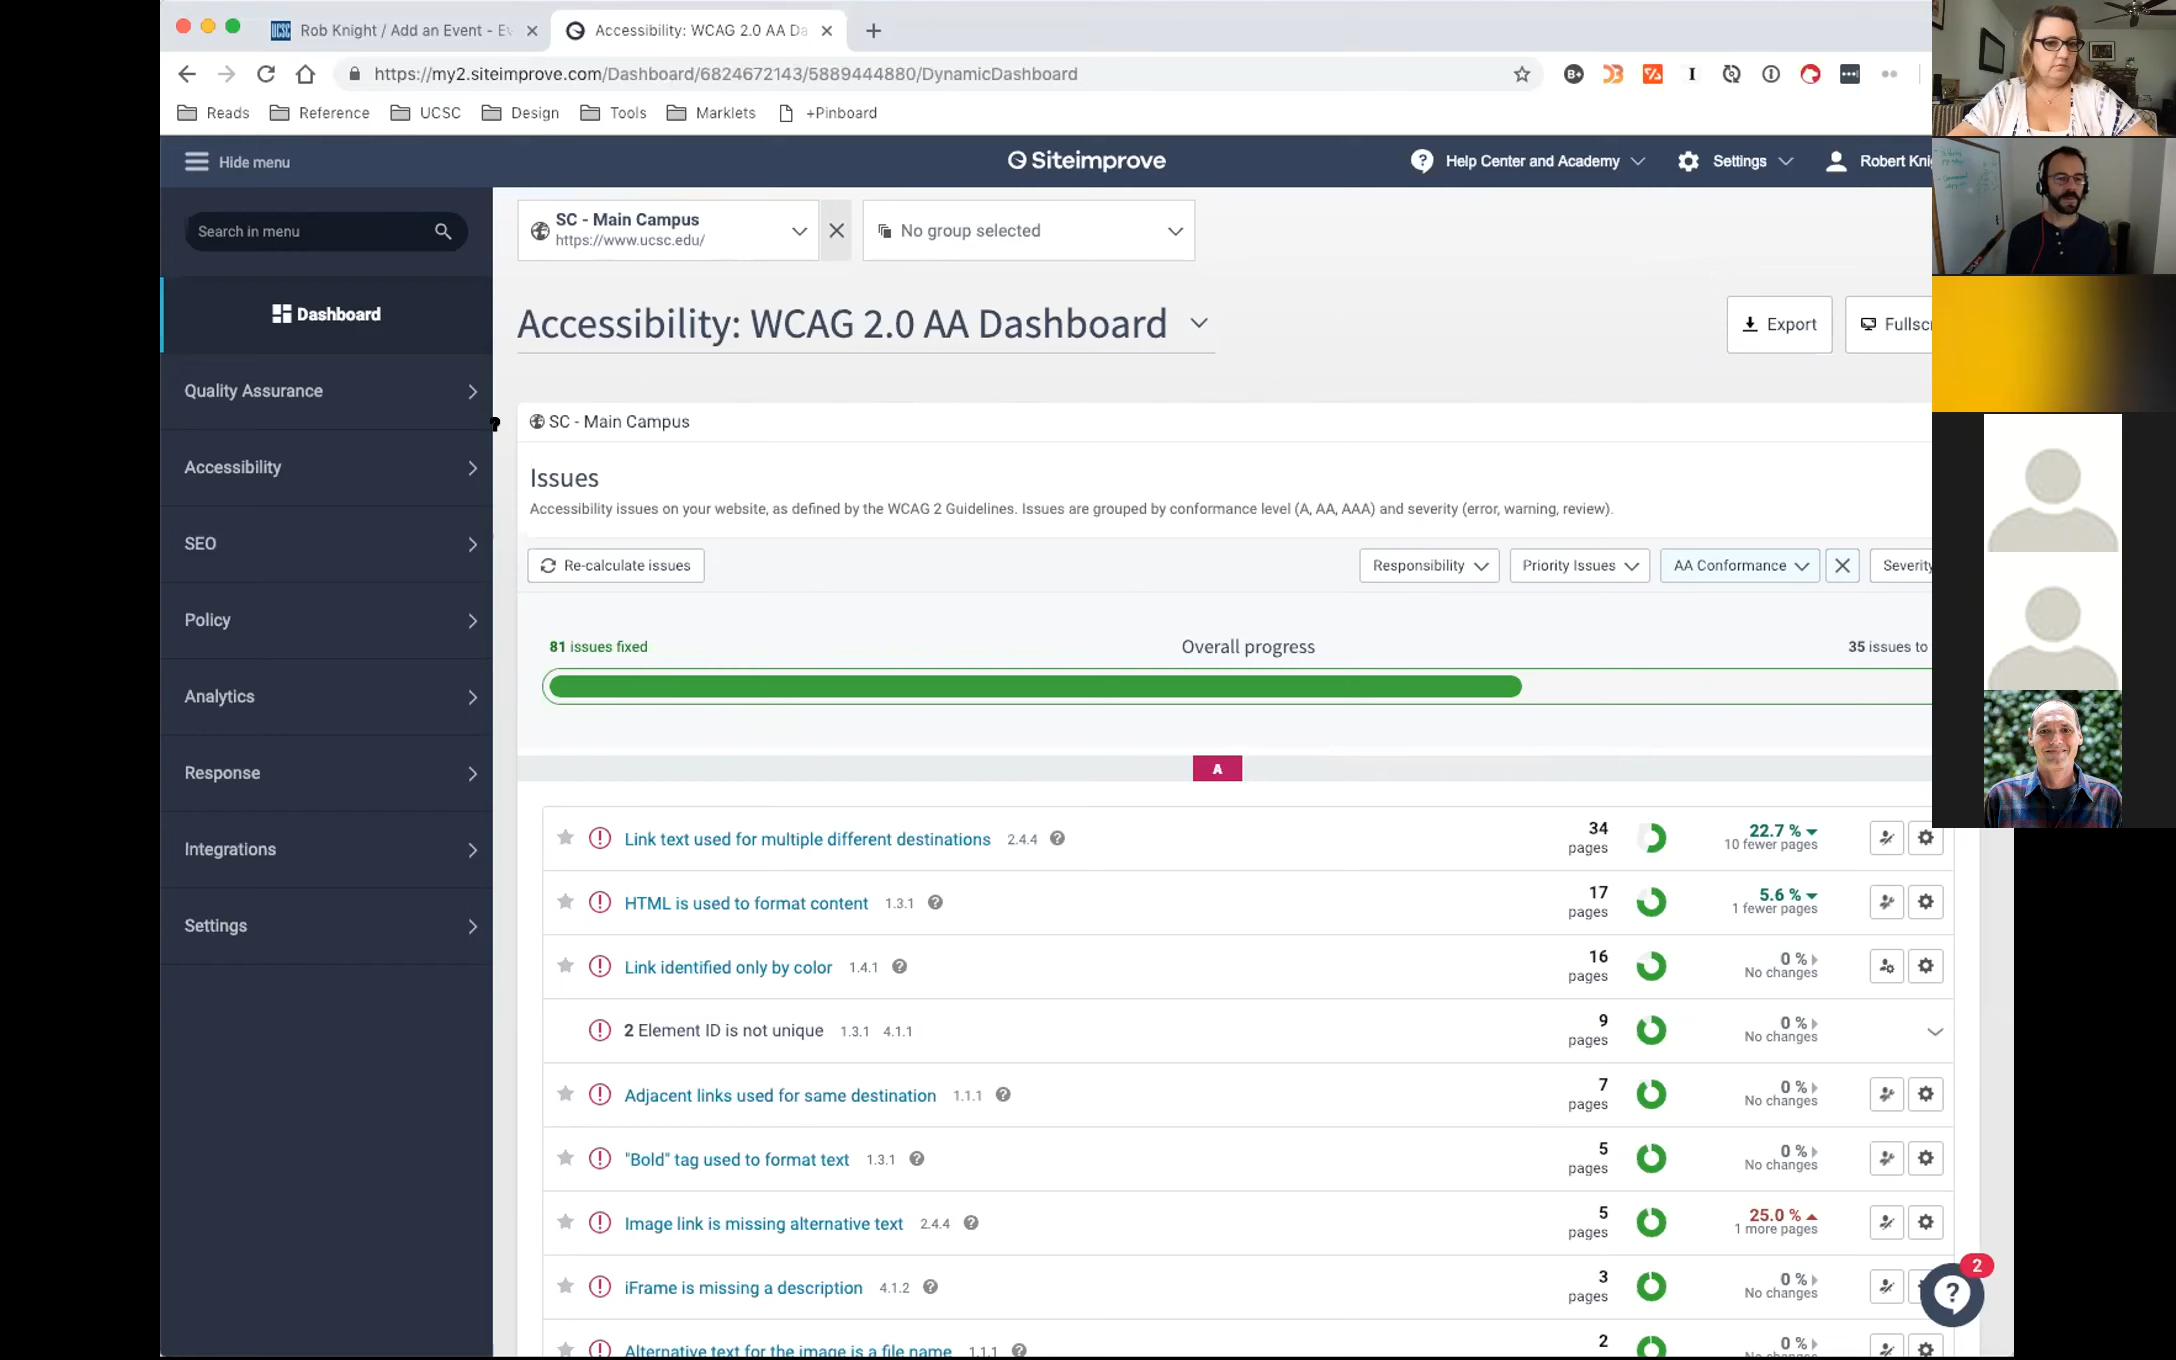 Rob Knight / Add an Event - Ev
Accessibility: WCAG 2.0 AA Da
https://my2.siteimprove.com/Dashboard/6824672143/5889444880/DynamicDashboard
Reads Reference UCSC Design Tools Marklets +Pinboard
Hide menu
Siteimprove
Help Center and Academy
Settings
Robert Kni
Search in menu
Dashboard
Quality Assurance
Accessibility
SEO
Policy
Analytics
Response
Integrations
Settings
SC - Main Campus
https://www.ucsc.edu/
No group selected
Accessibility: WCAG 2.0 AA Dashboard
Export
Fullscr
SC - Main Campus
Issues
Accessibility issues on your website, as defined by the WCAG 2 Guidelines. Issues are grouped by conformance level (A, AA, AAA) and severity (error, warning, review).
Re-calculate issues
Responsibility
Priority Issues
AA Conformance
Severity
81 issues fixed
Overall progress
35 issues to
A
Link text used for multiple different destinations 2.4.4
34 pages
22.7 %
10 fewer pages
HTML is used to format content 1.3.1
17 pages
5.6 %
1 fewer pages
Link identified only by color 1.4.1
16 pages
0 %
No changes
2 Element ID is not unique 1.3.1 4.1.1
9 pages
0 %
No changes
Adjacent links used for same destination 1.1.1
7 pages
0 %
No changes
"Bold" tag used to format text 1.3.1
5 pages
0 %
No changes
Image link is missing alternative text 2.4.4
5 pages
25.0 %
1 more pages
iFrame is missing a description 4.1.2
3 pages
0 %
No changes
Alternative text for the image is a file name 1.1.1
2
0 %
2